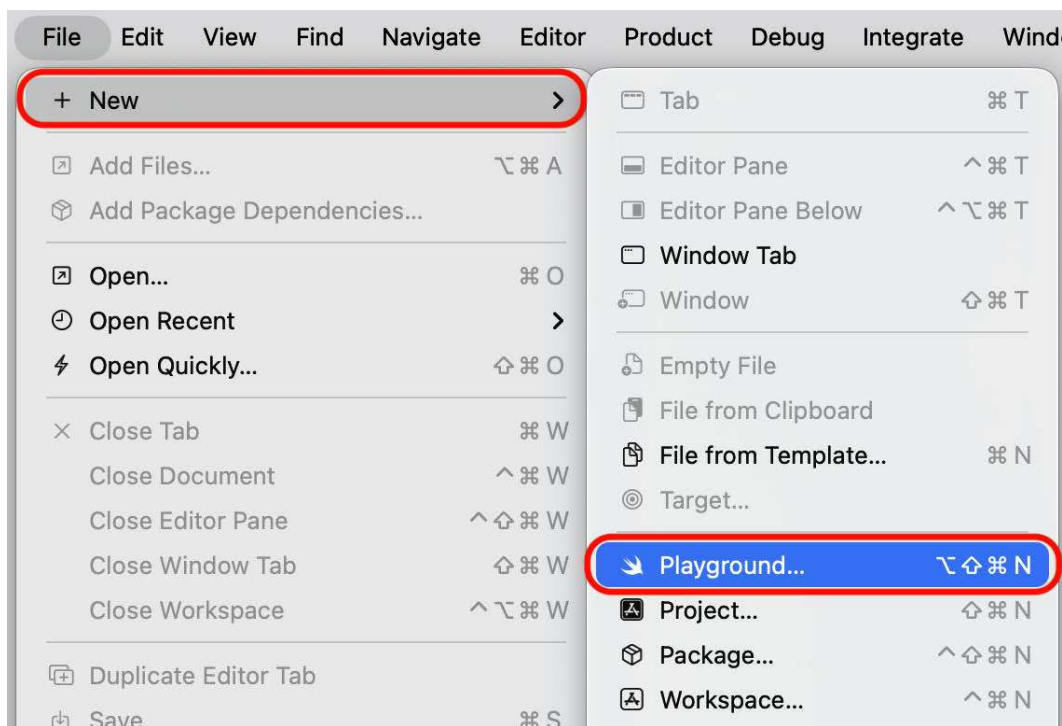 File Edit View Find Navigate Editor Product Debug Integrate Wind
+ New >
Add Files... ⌥⌘A
Add Package Dependencies...
Open... ⌘O
Open Recent >
Open Quickly... ⇧⌘O
Close Tab ⌘W
Close Document ^⌘W
Close Editor Pane ^⇧⌘W
Close Window Tab ⇧⌘W
Close Workspace ^⌥⌘W
Duplicate Editor Tab
Save ⌘S
Tab ⌘T
Editor Pane ^⌘T
Editor Pane Below ^⌥⌘T
Window Tab
Window ⇧⌘T
Empty File
File from Clipboard
File from Template... ⌘N
Target...
Playground... ⌥⇧⌘N
Project... ⇧⌘N
Package... ^⇧⌘N
Workspace... ^⌘N